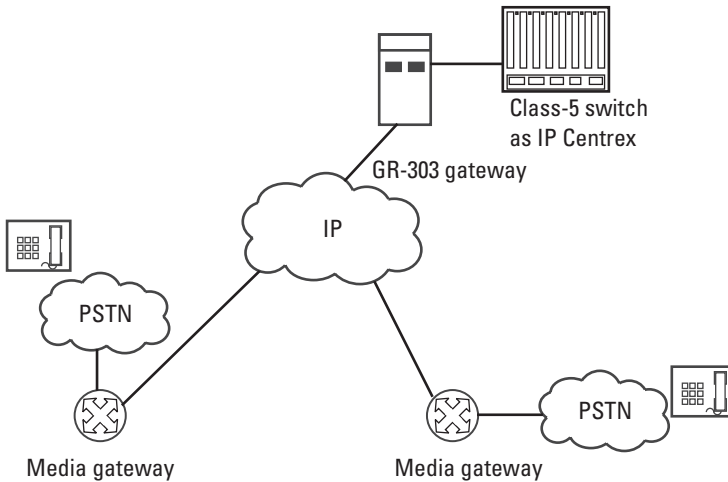 Class-5 switch
as IP Centrex
GR-303 gateway
IP
PSTN
PSTN
Media gateway
Media gateway